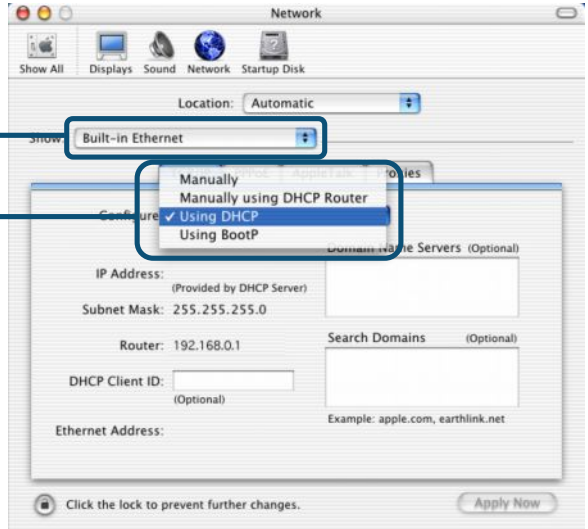 Network
Show All Displays Sound Network Startup Disk
Location: Automatic
Show: Built-in Ethernet
AppleTalk Proxies
Manually
Manually using DHCP Router
Configure ✓ Using DHCP
Using BootP
Domain Name Servers (Optional)
IP Address:
(Provided by DHCP Server)
Subnet Mask: 255.255.255.0
Router: 192.168.0.1
Search Domains (Optional)
DHCP Client ID:
(Optional)
Example: apple.com, earthlink.net
Ethernet Address:
Click the lock to prevent further changes.
Apply Now